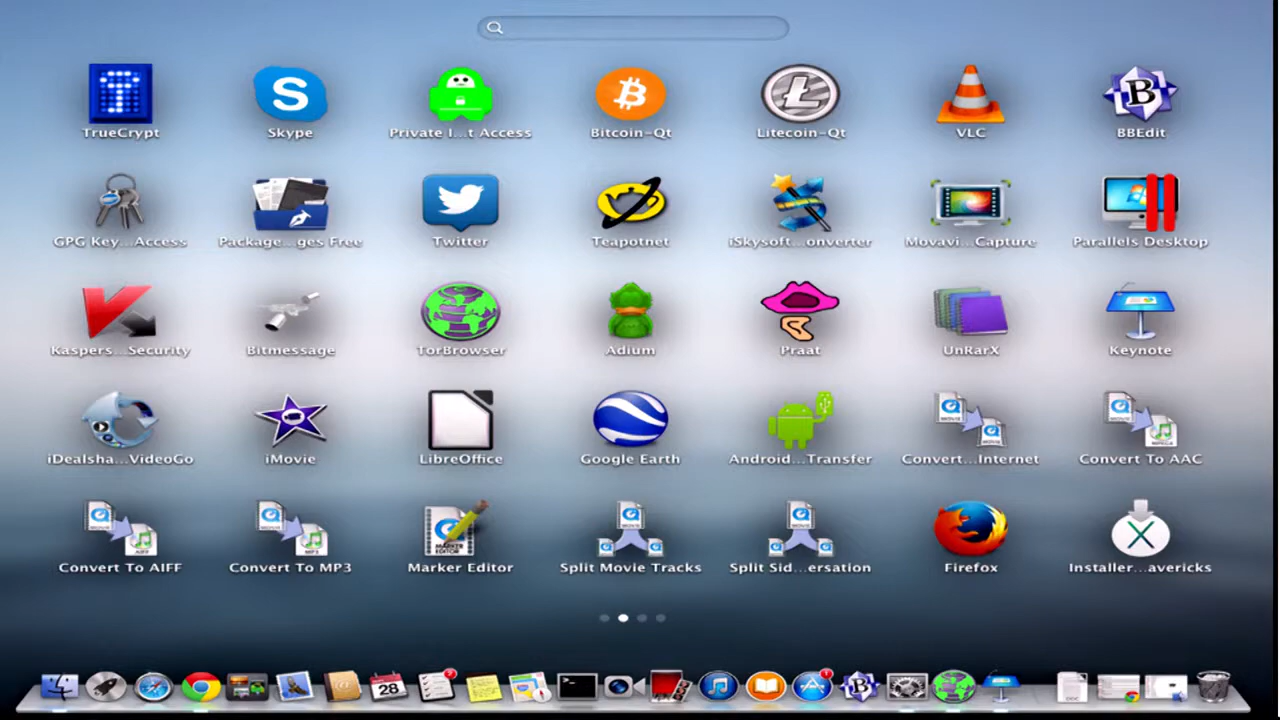 TrueCrypt
Skype
Private I...t Access
Bitcoin-Qt
Litecoin-Qt
VLC
BBEdit
GPG Key...Access
Package...ges Free
Twitter
Teapotnet
iSkysoft...onverter
Movavi...Capture
Parallels Desktop
Kaspers...Security
Bitmessage
TorBrowser
Adium
Praat
UnRarX
Keynote
iDealsha...VideoGo
iMovie
LibreOffice
Google Earth
Android...Transfer
Convert...Internet
Convert To AAC
Convert To AIFF
Convert To MP3
Marker Editor
Split Movie Tracks
Split Sid...ersation
Firefox
Installer...avericks
28